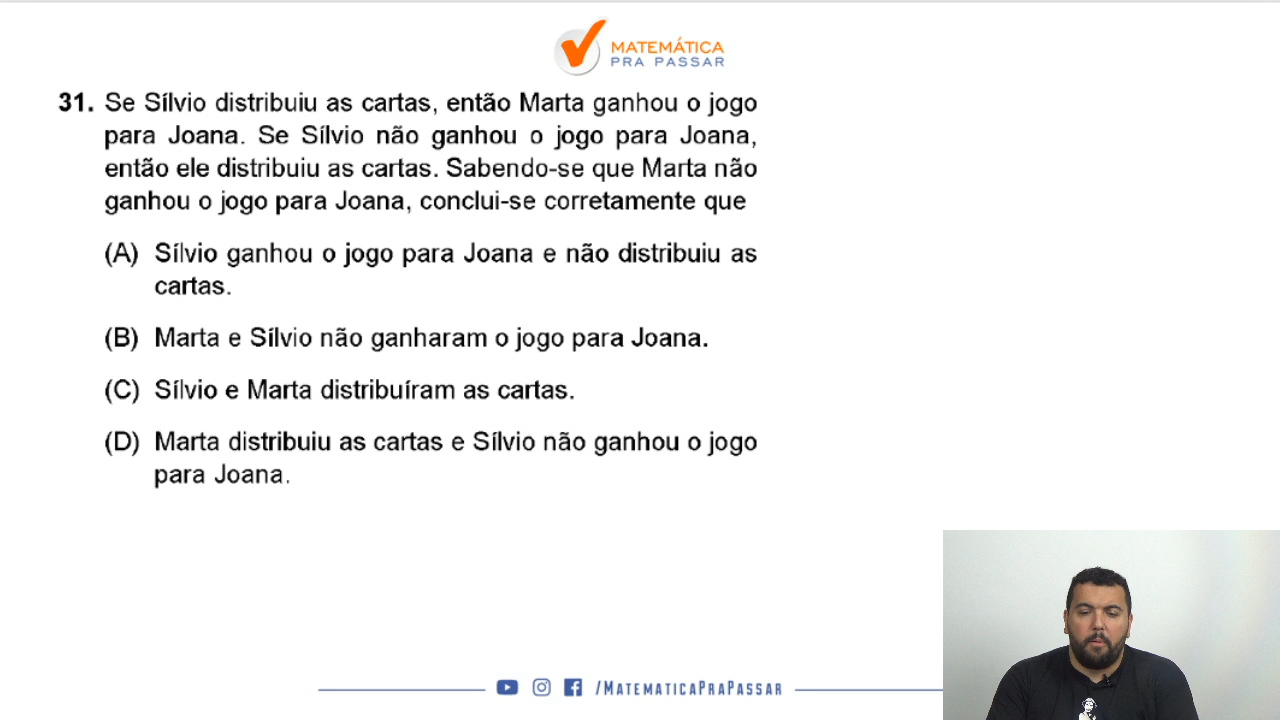 MATEMÁTICA
PRA PASSAR
31. Se Sílvio distribuiu as cartas, então Marta ganhou o jogo
para Joana. Se Sílvio não ganhou o jogo para Joana,
então ele distribuiu as cartas. Sabendo-se que Marta não
ganhou o jogo para Joana, conclui-se corretamente que
(A) Sílvio ganhou o jogo para Joana e não distribuiu as
cartas.
(B) Marta e Sílvio não ganharam o jogo para Joana.
(C) Sílvio e Marta distribuíram as cartas.
(D) Marta distribuiu as cartas e Sílvio não ganhou o jogo
para Joana.
/MATEMATICAPRAPASSAR